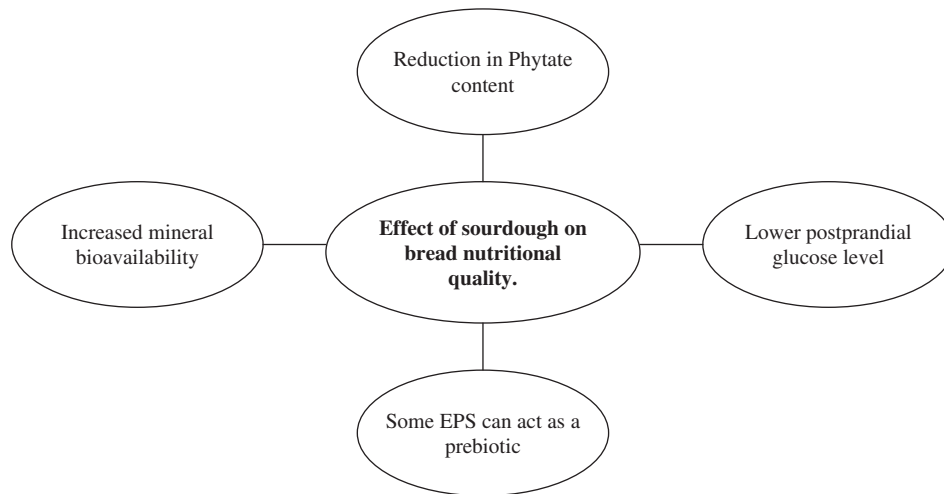 Reduction in Phytate
content
Increased mineral
bioavailability
Effect of sourdough on
bread nutritional
quality.
Lower postprandial
glucose level
Some EPS can act as a
prebiotic